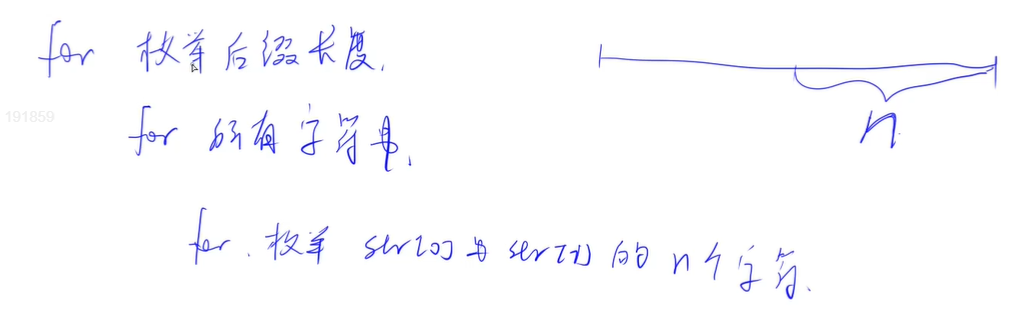 for 枚举后缀长度.
n
191859
for 所有字符串.
for. 枚举 str[0] 与 str[i] 的 n 个字符.